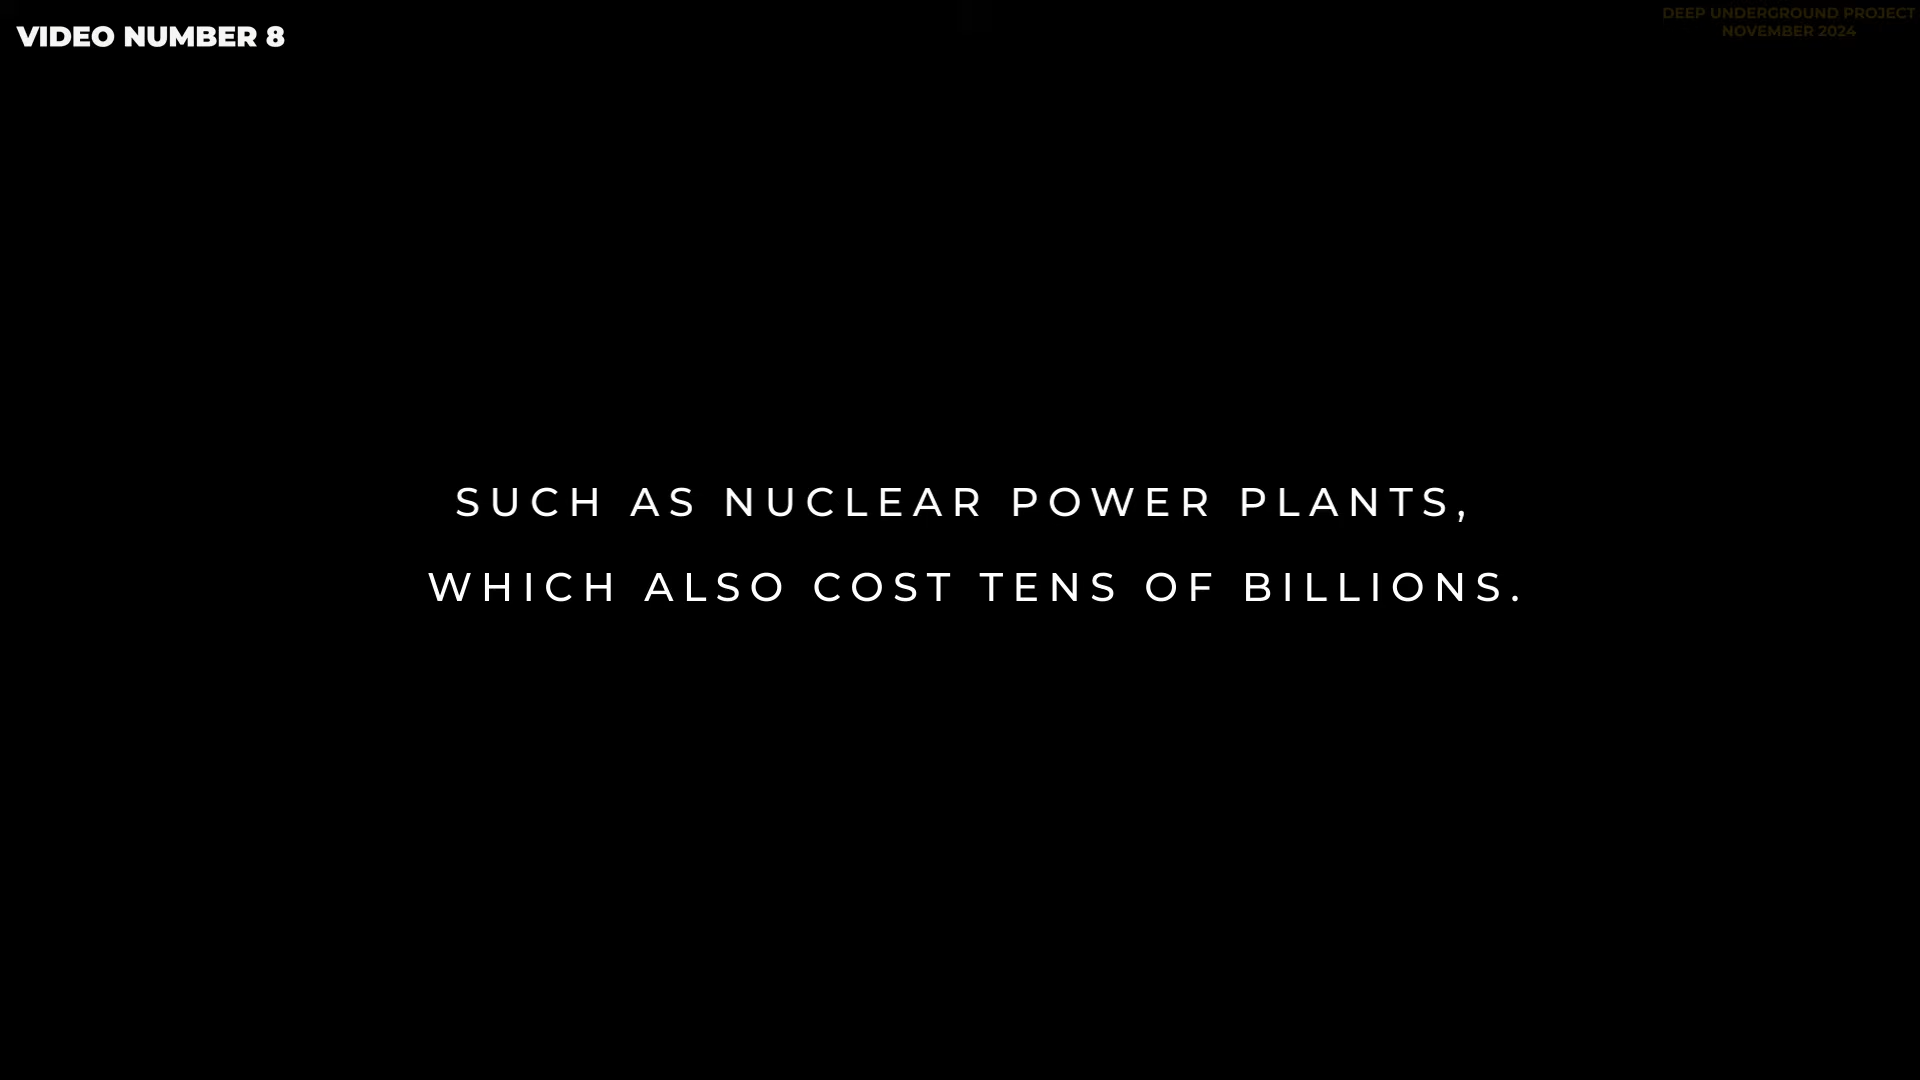 VIDEO NUMBER 8
DEEP UNDERGROUND PROJECT
NOVEMBER 2024
SUCH AS NUCLEAR POWER PLANTS,
WHICH ALSO COST TENS OF BILLIONS.